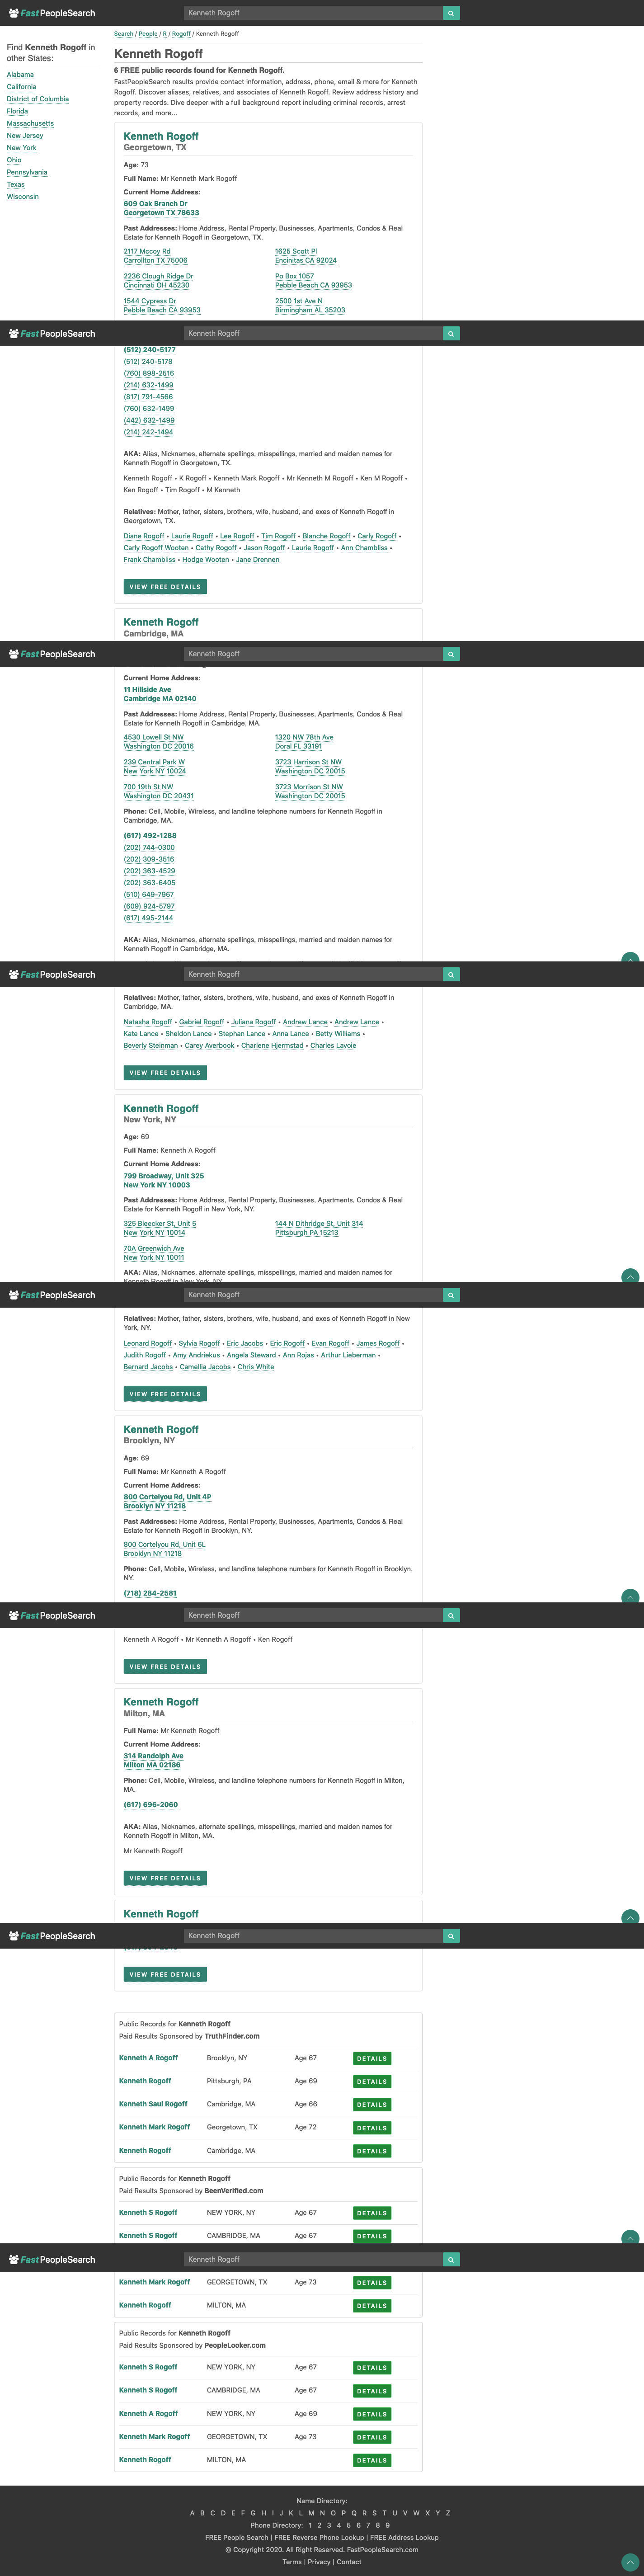 FastPeopleSearch
Kenneth Rogoff
Find Kenneth Rogoff in
other States:
Alabama
California
District of Columbia
Florida
Massachusetts
New Jersey
New York
Ohio
Pennsylvania
Texas
Wisconsin
Search / People / R / Rogoff / Kenneth Rogoff
Kenneth Rogoff
6 FREE public records found for Kenneth Rogoff.
FastPeopleSearch results provide contact information, address, phone, email & more for Kenneth
Rogoff. Discover aliases, relatives, and associates of Kenneth Rogoff. Review address history and
property records. Dive deeper with a full background report including criminal records, arrest
records, and more...
Kenneth Rogoff
Georgetown, TX
Age: 73
Full Name: Mr Kenneth Mark Rogoff
Current Home Address:
609 Oak Branch Dr
Georgetown TX 78633
Past Addresses: Home Address, Rental Property, Businesses, Apartments, Condos & Real
Estate for Kenneth Rogoff in Georgetown, TX.
2117 Mccoy Rd
Carrollton TX 75006
1625 Scott Pl
Encinitas CA 92024
2236 Clough Ridge Dr
Cincinnati OH 45230
Po Box 1057
Pebble Beach CA 93953
1544 Cypress Dr
Pebble Beach CA 93953
2500 1st Ave N
Birmingham AL 35203
FastPeopleSearch
Kenneth Rogoff
(512) 240-5177
(512) 240-5178
(760) 898-2516
(214) 632-1499
(817) 791-4566
(760) 632-1499
(442) 632-1499
(214) 242-1494
AKA: Alias, Nicknames, alternate spellings, misspellings, married and maiden names for
Kenneth Rogoff in Georgetown, TX.
Kenneth Rogoff • K Rogoff • Kenneth Mark Rogoff • Mr Kenneth M Rogoff • Ken M Rogoff •
Ken Rogoff • Tim Rogoff • M Kenneth
Relatives: Mother, father, sisters, brothers, wife, husband, and exes of Kenneth Rogoff in
Georgetown, TX.
Diane Rogoff • Laurie Rogoff • Lee Rogoff • Tim Rogoff • Blanche Rogoff • Carly Rogoff •
Carly Rogoff Wooten • Cathy Rogoff • Jason Rogoff • Laurie Rogoff • Ann Chambliss •
Frank Chambliss • Hodge Wooten • Jane Drennen
VIEW FREE DETAILS
Kenneth Rogoff
Cambridge, MA
FastPeopleSearch
Kenneth Rogoff
Current Home Address:
11 Hillside Ave
Cambridge MA 02140
Past Addresses: Home Address, Rental Property, Businesses, Apartments, Condos & Real
Estate for Kenneth Rogoff in Cambridge, MA.
4530 Lowell St NW
Washington DC 20016
1320 NW 78th Ave
Doral FL 33191
239 Central Park W
New York NY 10024
3723 Harrison St NW
Washington DC 20015
700 19th St NW
Washington DC 20431
3723 Morrison St NW
Washington DC 20015
Phone: Cell, Mobile, Wireless, and landline telephone numbers for Kenneth Rogoff in
Cambridge, MA.
(617) 492-1288
(202) 744-0300
(202) 309-3516
(202) 363-4529
(202) 363-6405
(510) 649-7967
(609) 924-5797
(617) 495-2144
AKA: Alias, Nicknames, alternate spellings, misspellings, married and maiden names for
Kenneth Rogoff in Cambridge, MA.
FastPeopleSearch
Kenneth Rogoff
Relatives: Mother, father, sisters, brothers, wife, husband, and exes of Kenneth Rogoff in
Cambridge, MA.
Natasha Rogoff • Gabriel Rogoff • Juliana Rogoff • Andrew Lance • Andrew Lance •
Kate Lance • Sheldon Lance • Stephan Lance • Anna Lance • Betty Williams •
Beverly Steinman • Carey Averbook • Charlene Hjermstad • Charles Lavoie
VIEW FREE DETAILS
Kenneth Rogoff
New York, NY
Age: 69
Full Name: Kenneth A Rogoff
Current Home Address:
799 Broadway, Unit 325
New York NY 10003
Past Addresses: Home Address, Rental Property, Businesses, Apartments, Condos & Real
Estate for Kenneth Rogoff in New York, NY.
325 Bleecker St, Unit 5
New York NY 10014
144 N Dithridge St, Unit 314
Pittsburgh PA 15213
70A Greenwich Ave
New York NY 10011
AKA: Alias, Nicknames, alternate spellings, misspellings, married and maiden names for
Kenneth Rogoff in New York, NY.
FastPeopleSearch
Kenneth Rogoff
Relatives: Mother, father, sisters, brothers, wife, husband, and exes of Kenneth Rogoff in New
York, NY.
Leonard Rogoff • Sylvia Rogoff • Eric Jacobs • Eric Rogoff • Evan Rogoff • James Rogoff •
Judith Rogoff • Amy Andriekus • Angela Steward • Ann Rojas • Arthur Lieberman •
Bernard Jacobs • Camellia Jacobs • Chris White
VIEW FREE DETAILS
Kenneth Rogoff
Brooklyn, NY
Age: 69
Full Name: Mr Kenneth A Rogoff
Current Home Address:
800 Cortelyou Rd, Unit 4P
Brooklyn NY 11218
Past Addresses: Home Address, Rental Property, Businesses, Apartments, Condos & Real
Estate for Kenneth Rogoff in Brooklyn, NY.
800 Cortelyou Rd, Unit 6L
Brooklyn NY 11218
Phone: Cell, Mobile, Wireless, and landline telephone numbers for Kenneth Rogoff in Brooklyn,
NY.
(718) 284-2581
FastPeopleSearch
Kenneth Rogoff
Kenneth A Rogoff • Mr Kenneth A Rogoff • Ken Rogoff
VIEW FREE DETAILS
Kenneth Rogoff
Milton, MA
Full Name: Mr Kenneth Rogoff
Current Home Address:
314 Randolph Ave
Milton MA 02186
Phone: Cell, Mobile, Wireless, and landline telephone numbers for Kenneth Rogoff in Milton,
MA.
(617) 696-2060
AKA: Alias, Nicknames, alternate spellings, misspellings, married and maiden names for
Kenneth Rogoff in Milton, MA.
Mr Kenneth Rogoff
VIEW FREE DETAILS
Kenneth Rogoff
FastPeopleSearch
Kenneth Rogoff
VIEW FREE DETAILS
Public Records for Kenneth Rogoff
Paid Results Sponsored by TruthFinder.com
Kenneth A Rogoff Brooklyn, NY Age 67 DETAILS
Kenneth Rogoff Pittsburgh, PA Age 69 DETAILS
Kenneth Saul Rogoff Cambridge, MA Age 66 DETAILS
Kenneth Mark Rogoff Georgetown, TX Age 72 DETAILS
Kenneth Rogoff Cambridge, MA DETAILS
Public Records for Kenneth Rogoff
Paid Results Sponsored by BeenVerified.com
Kenneth S Rogoff NEW YORK, NY Age 67 DETAILS
Kenneth S Rogoff CAMBRIDGE, MA Age 67 DETAILS
FastPeopleSearch
Kenneth Rogoff
Kenneth Mark Rogoff GEORGETOWN, TX Age 73 DETAILS
Kenneth Rogoff MILTON, MA DETAILS
Public Records for Kenneth Rogoff
Paid Results Sponsored by PeopleLooker.com
Kenneth S Rogoff NEW YORK, NY Age 67 DETAILS
Kenneth S Rogoff CAMBRIDGE, MA Age 67 DETAILS
Kenneth A Rogoff NEW YORK, NY Age 69 DETAILS
Kenneth Mark Rogoff GEORGETOWN, TX Age 73 DETAILS
Kenneth Rogoff MILTON, MA DETAILS
Name Directory:
A B C D E F G H I J K L M N O P Q R S T U V W X Y Z
Phone Directory: 1 2 3 4 5 6 7 8 9
FREE People Search | FREE Reverse Phone Lookup | FREE Address Lookup
© Copyright 2020. All Right Reserved. FastPeopleSearch.com
Terms | Privacy | Contact